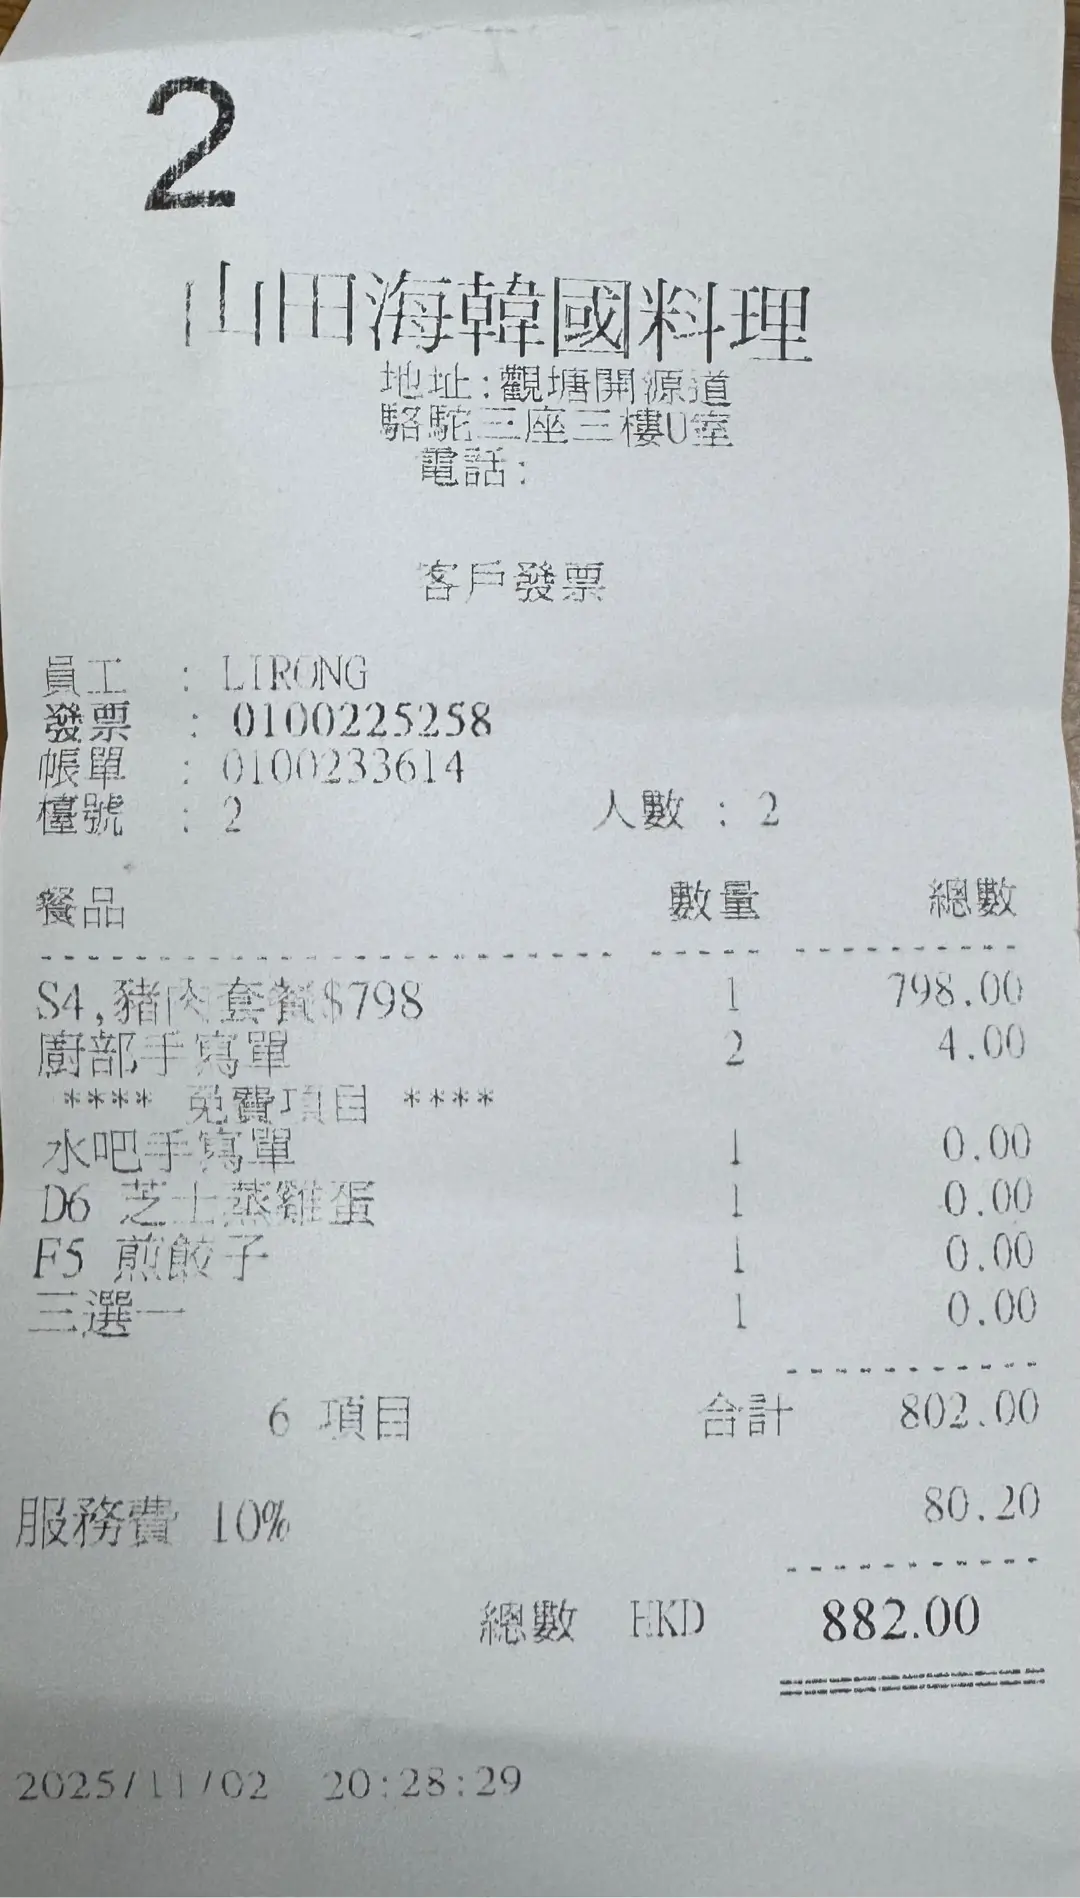 2
山田海韓國料理
地址:觀塘開源道
駱駝三座三樓U室
電話:
客戶發票
員工 : LIRONG
發票 : 0100225258
帳單 : 0100233614
檯號 : 2 人數 : 2
餐品 數量 總數
S4,豬肉套餐$798 1 798.00
廚部手寫單 2 4.00
**** 免費項目 ****
水吧手寫單 1 0.00
D6 芝士蒸雞蛋 1 0.00
F5 煎餃子 1 0.00
三選一 1 0.00
6 項目 合計 802.00
服務費 10% 80.20
總數 HKD 882.00
2025/11/02 20:28:29